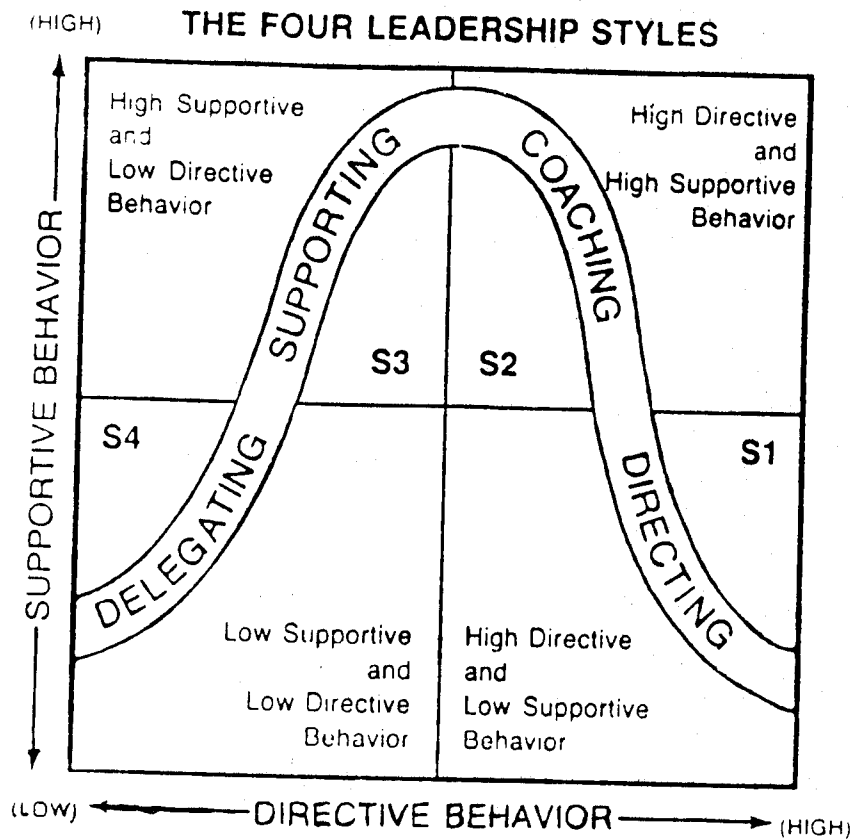 (HIGH)
THE FOUR LEADERSHIP STYLES
High Supportive
and
Low Directive
Behavior
High Directive
and
High Supportive
Behavior
SUPPORTING
COACHING
S3
S2
S4
S1
DELEGATING
DIRECTING
Low Supportive
and
Low Directive
Behavior
High Directive
and
Low Supportive
Behavior
SUPPORTIVE BEHAVIOR
(LOW)
DIRECTIVE BEHAVIOR
(HIGH)